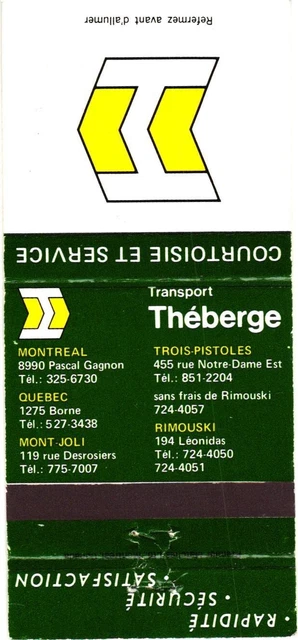 Refermez avant d'allumer
COURTOISIE ET SERVICE
Transport
Théberge
MONTREAL
8990 Pascal Gagnon
Tél.: 325-6730
QUEBEC
1275 Borne
Tél.: 527-3438
MONT-JOLI
119 rue Desrosiers
Tél.: 775-7007
TROIS-PISTOLES
455 rue Notre-Dame Est
Tél.: 851-2204
sans frais de Rimouski
724-4057
RIMOUSKI
194 Léonidas
Tél.: 724-4050
724-4051
• RAPIDITÉ
• SÉCURITÉ
• SATISFACTION